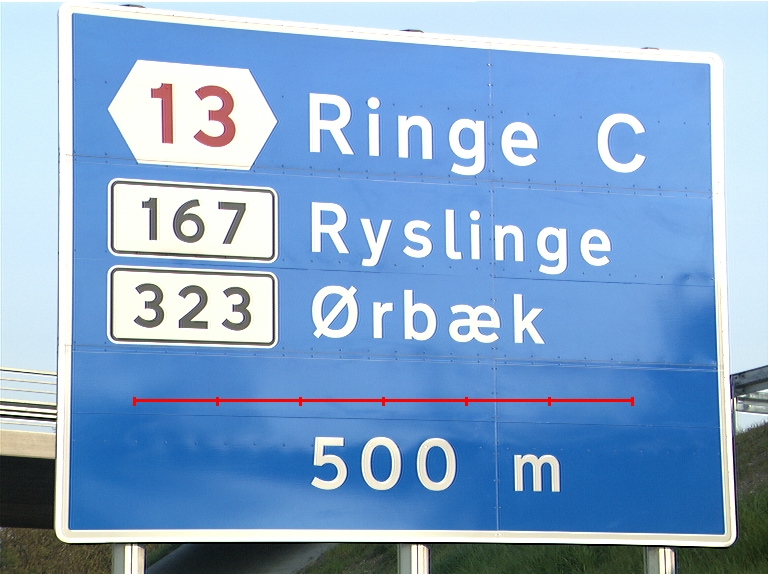 13 Ringe C
167 Ryslinge
323 Ørbæk
500 m